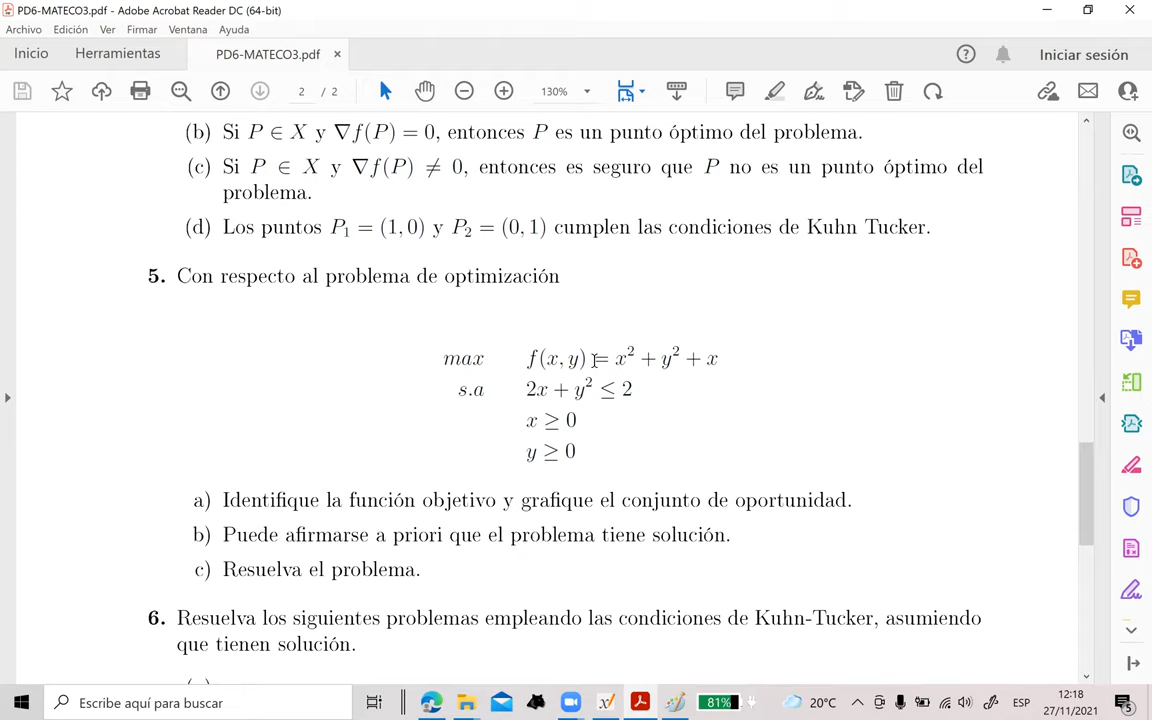 PD6-MATECO3.pdf - Adobe Acrobat Reader DC (64-bit)
Archivo Edición Ver Firmar Ventana Ayuda
Inicio Herramientas PD6-MATECO3.pdf × Iniciar sesión
2 / 2 130%
(b) Si P ∈ X y ∇f(P) = 0, entonces P es un punto óptimo del problema.
(c) Si P ∈ X y ∇f(P) ≠ 0, entonces es seguro que P no es un punto óptimo del
problema.
(d) Los puntos P₁ = (1, 0) y P₂ = (0, 1) cumplen las condiciones de Kuhn Tucker.
5. Con respecto al problema de optimización
max f(x, y) = x² + y² + x
s.a 2x + y² ≤ 2
x ≥ 0
y ≥ 0
a) Identifique la función objetivo y grafique el conjunto de oportunidad.
b) Puede afirmarse a priori que el problema tiene solución.
c) Resuelva el problema.
6. Resuelva los siguientes problemas empleando las condiciones de Kuhn-Tucker, asumiendo
que tienen solución.
Escribe aquí para buscar 81% 20°C ESP 12:18
27/11/2021 5